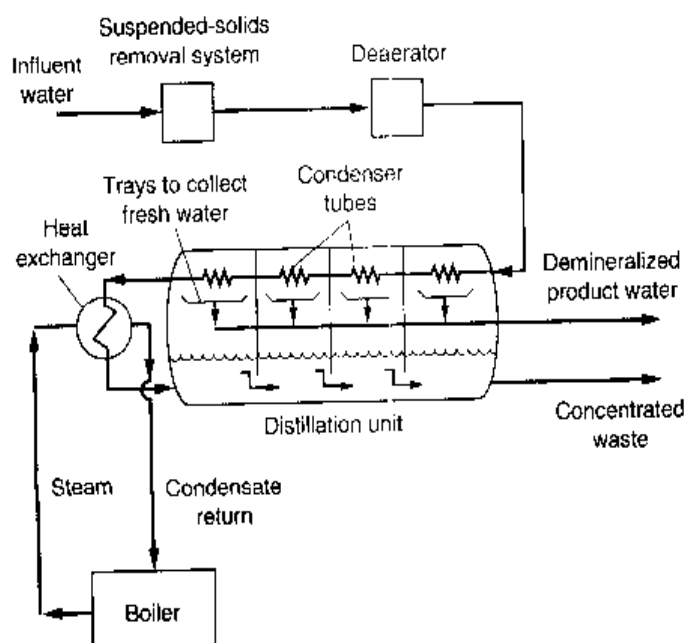 Suspended-solids
removal system
Deaerator
Influent
water
Trays to collect
fresh water
Condenser
tubes
Heat
exchanger
Demineralized
product water
Distillation unit
Concentrated
waste
Steam
Condensate
return
Boiler